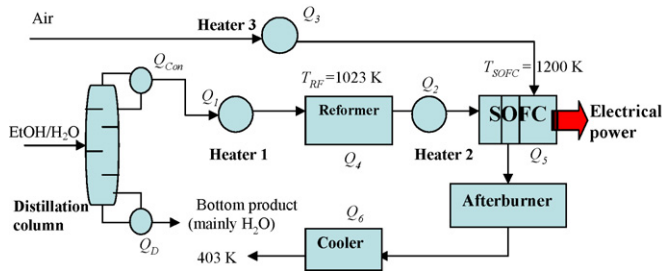 Air
Heater 3
Q3
QCon
TRF=1023 K
TSOFC = 1200 K
Q1
Q2
Reformer
SOFC
Electrical
power
EtOH/H2O
Heater 1
Q4
Heater 2
Q5
Distillation
column
Bottom product
(mainly H2O)
QD
Q6
Afterburner
Cooler
403 K